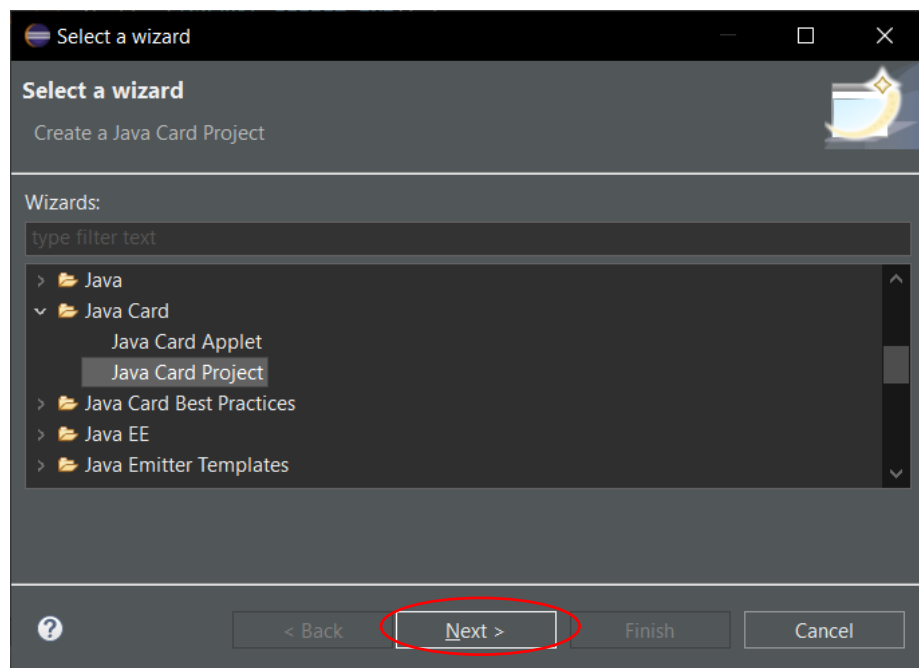 Select a wizard
Select a wizard
Create a Java Card Project
Wizards:
type filter text
Java
Java Card
Java Card Applet
Java Card Project
Java Card Best Practices
Java EE
Java Emitter Templates
< Back Next > Finish Cancel